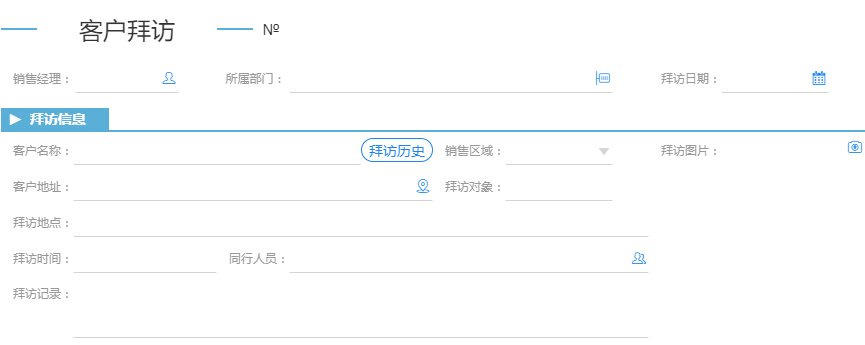 客户拜访 №
销售经理： 所属部门： 拜访日期：
拜访信息
客户名称： 拜访历史 销售区域： 拜访图片：
客户地址： 拜访对象：
拜访地点：
拜访时间： 同行人员：
拜访记录：